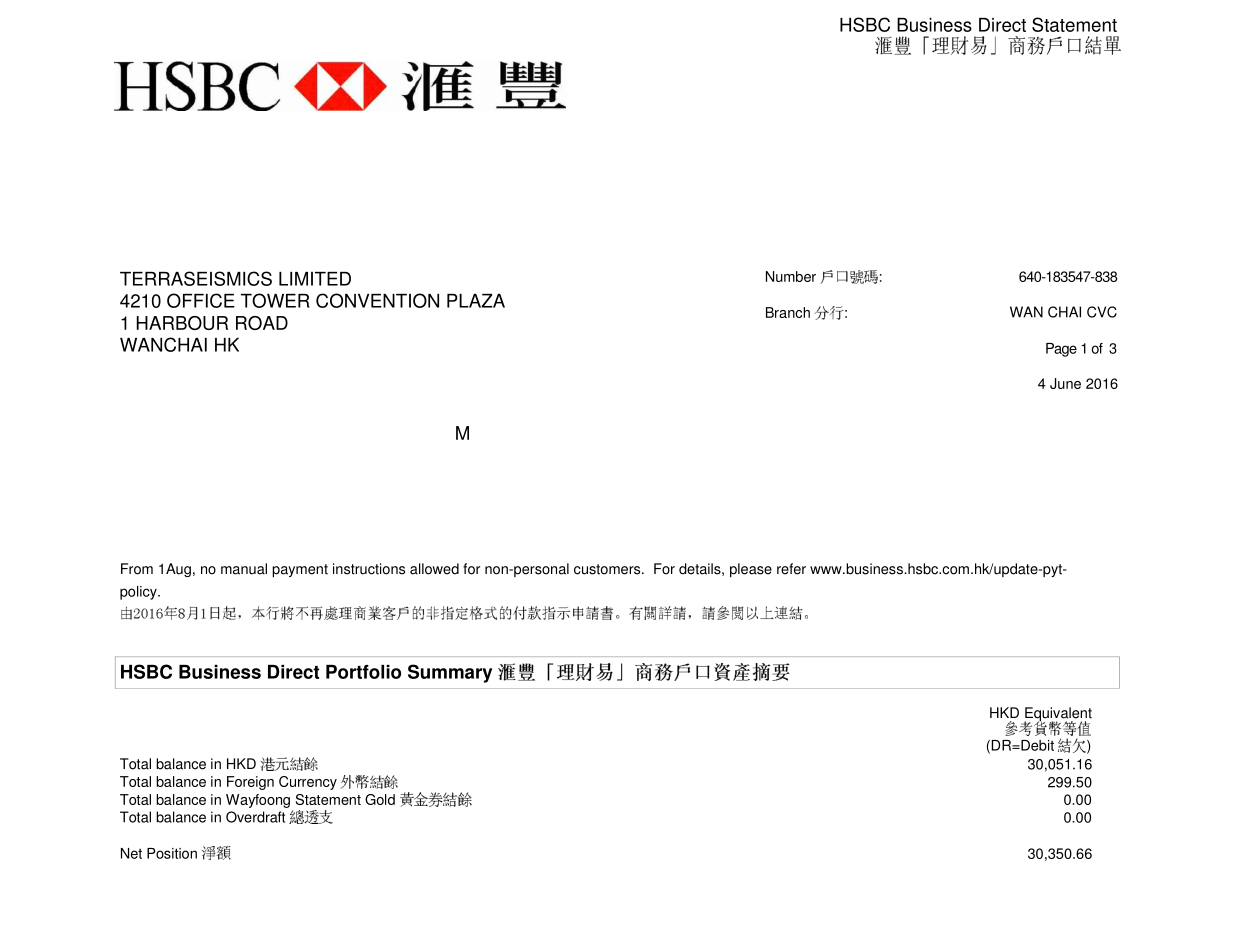 HSBC Business Direct Statement
滙豐「理財易」商務戶口結單
HSBC 滙豐
TERRASEISMICS LIMITED
4210 OFFICE TOWER CONVENTION PLAZA
1 HARBOUR ROAD
WANCHAI HK
Number 戶口號碼: 640-183547-838
Branch 分行: WAN CHAI CVC
Page 1 of 3
4 June 2016
M
From 1Aug, no manual payment instructions allowed for non-personal customers. For details, please refer www.business.hsbc.com.hk/update-pyt-
policy.
由2016年8月1日起，本行將不再處理商業客戶的非指定格式的付款指示申請書。有關詳請，請參閱以上連結。
HSBC Business Direct Portfolio Summary 滙豐「理財易」商務戶口資產摘要
HKD Equivalent
參考貨幣等值
(DR=Debit 結欠)
Total balance in HKD 港元結餘 30,051.16
Total balance in Foreign Currency 外幣結餘 299.50
Total balance in Wayfoong Statement Gold 黃金券結餘 0.00
Total balance in Overdraft 總透支 0.00
Net Position 淨額 30,350.66